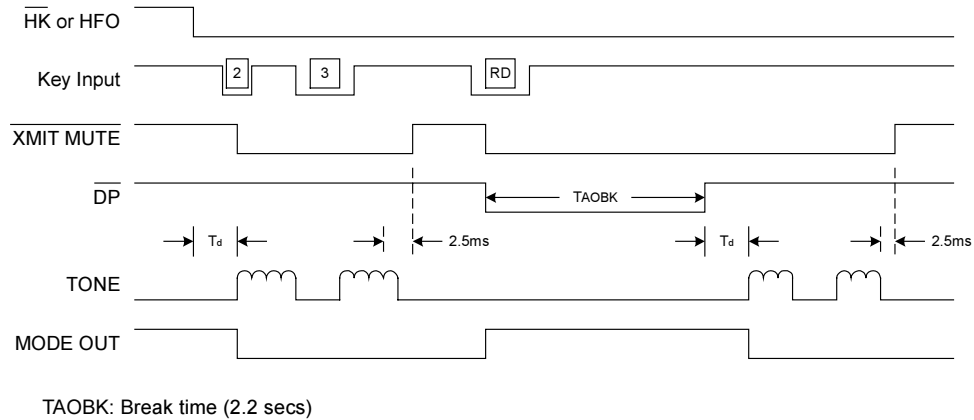 HK or HFO
Key Input
2
3
RD
XMIT MUTE
DP
TAOBK
Td
2.5ms
Td
2.5ms
TONE
MODE OUT
TAOBK: Break time (2.2 secs)